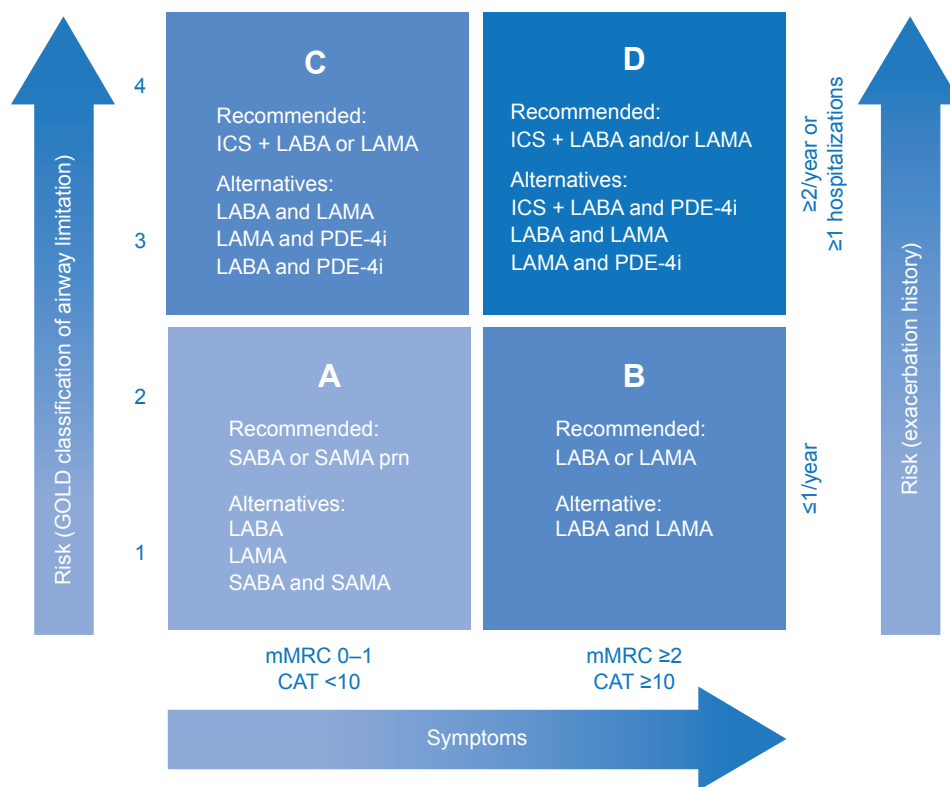 Risk (GOLD classification of airway limitation)
4
3
2
1
C
Recommended:
ICS + LABA or LAMA
Alternatives:
LABA and LAMA
LAMA and PDE-4i
LABA and PDE-4i
D
Recommended:
ICS + LABA and/or LAMA
Alternatives:
ICS + LABA and PDE-4i
LABA and LAMA
LAMA and PDE-4i
A
Recommended:
SABA or SAMA prn
Alternatives:
LABA
LAMA
SABA and SAMA
B
Recommended:
LABA or LAMA
Alternative:
LABA and LAMA
≥2/year or
≥1 hospitalizations
≤1/year
Risk (exacerbation history)
mMRC 0–1
CAT <10
mMRC ≥2
CAT ≥10
Symptoms